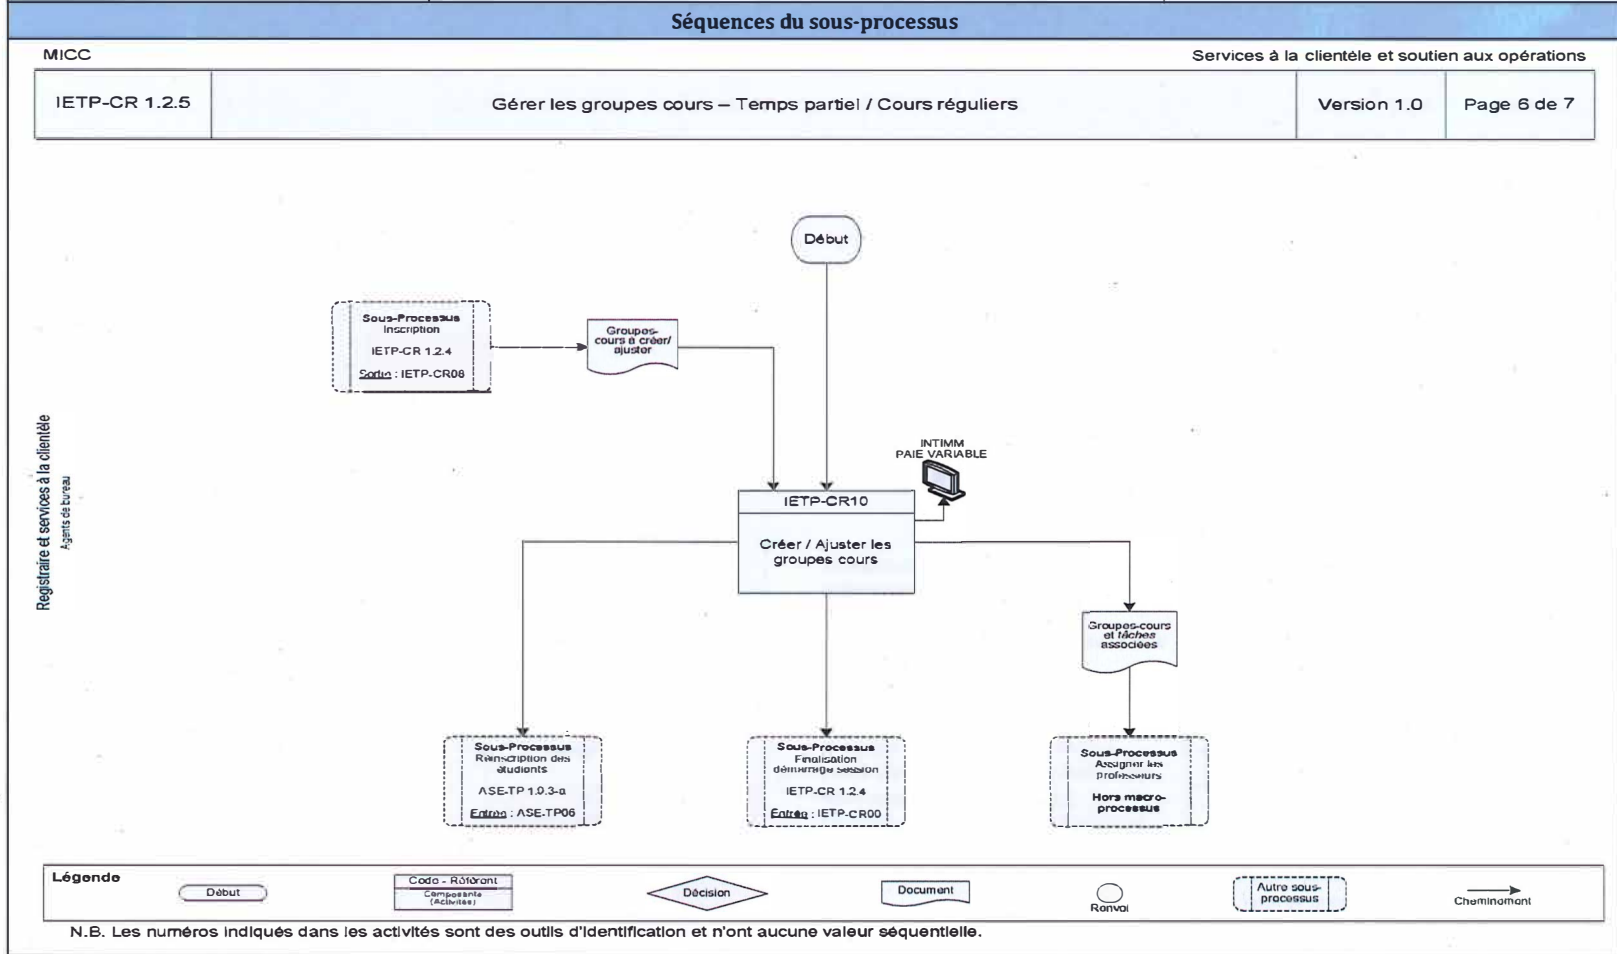 Séquences du sous-processus
MICC
Services à la clientèle et soutien aux opérations
IETP-CR 1.2.5
Gérer les groupes cours – Temps partiel / Cours réguliers
Version 1.0
Page 6 de 7
Début
Sous-Processus
Inscription
IETP-CR 1.2.4
Sortie : IETP-CR08
Groupes-
cours à créer/
ajuster
INTIMM
PAIE VARIABLE
IETP-CR10
Créer / Ajuster les
groupes cours
Registraire et services à la clientèle
Agents de bureau
Groupes-cours
et tâches
associées
Sous-Processus
Réinscription des
étudiants
ASE-TP 1.0.3-a
Entrée : ASE-TP06
Sous-Processus
Finalisation
démarrage session
IETP-CR 1.2.4
Entrée : IETP-CR00
Sous-Processus
Assigner les
professeurs
Hors macro-
processus
Légende
Début
Code - Référent
Composante
(Activités)
Décision
Document
Renvoi
Autre sous-
processus
Cheminement
N.B. Les numéros indiqués dans les activités sont des outils d'identification et n'ont aucune valeur séquentielle.